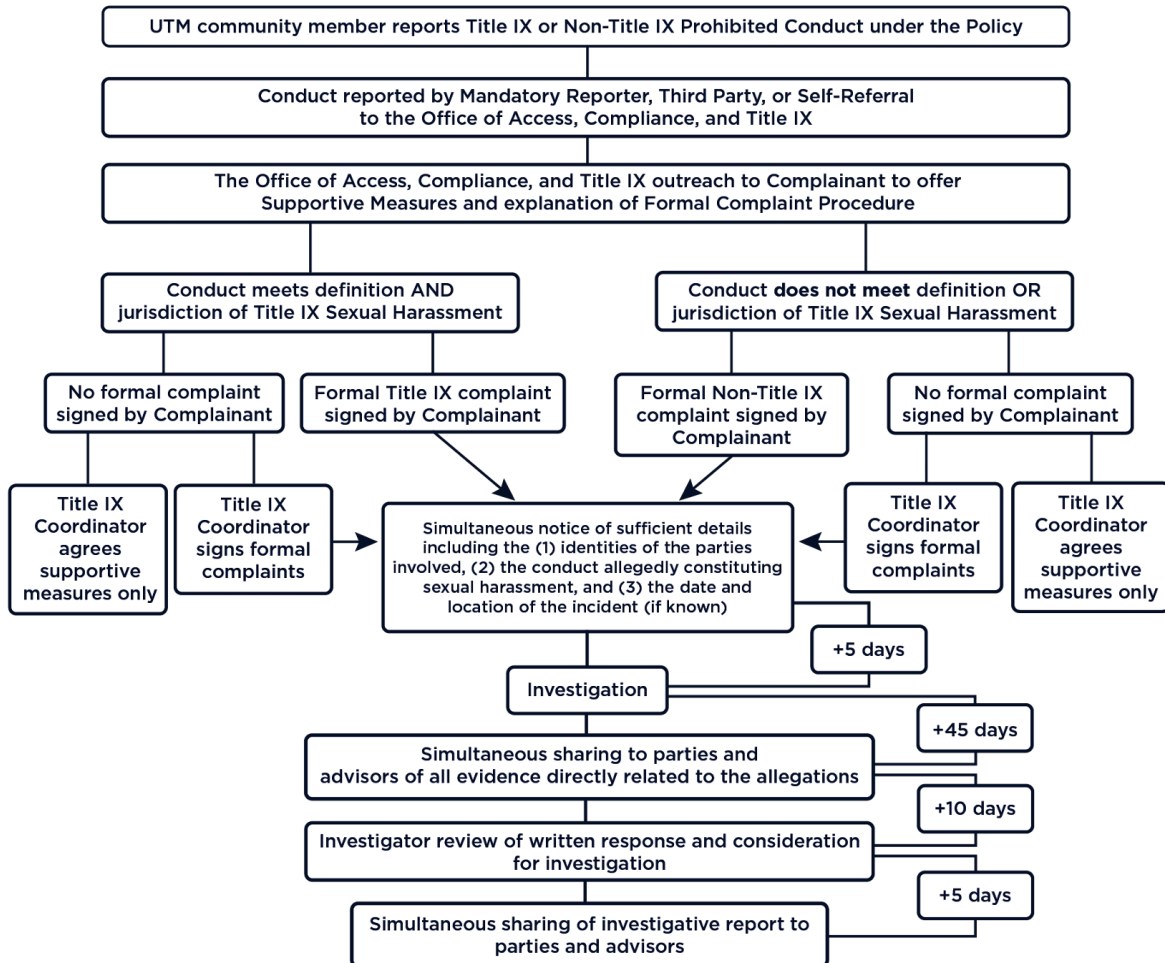 UTM community member reports Title IX or Non-Title IX Prohibited Conduct under the Policy
Conduct reported by Mandatory Reporter, Third Party, or Self-Referral
to the Office of Access, Compliance, and Title IX
The Office of Access, Compliance, and Title IX outreach to Complainant to offer
Supportive Measures and explanation of Formal Complaint Procedure
Conduct meets definition AND
jurisdiction of Title IX Sexual Harassment
Conduct does not meet definition OR
jurisdiction of Title IX Sexual Harassment
No formal complaint
signed by Complainant
Formal Title IX complaint
signed by Complainant
Formal Non-Title IX
complaint signed by
Complainant
No formal complaint
signed by Complainant
Title IX
Coordinator
agrees
supportive
measures only
Title IX
Coordinator
signs formal
complaints
Simultaneous notice of sufficient details
including the (1) identities of the parties
involved, (2) the conduct allegedly constituting
sexual harassment, and (3) the date and
location of the incident (if known)
Title IX
Coordinator
signs formal
complaints
Title IX
Coordinator
agrees
supportive
measures only
+5 days
Investigation
+45 days
Simultaneous sharing to parties and
advisors of all evidence directly related to the allegations
+10 days
Investigator review of written response and consideration
for investigation
+5 days
Simultaneous sharing of investigative report to
parties and advisors